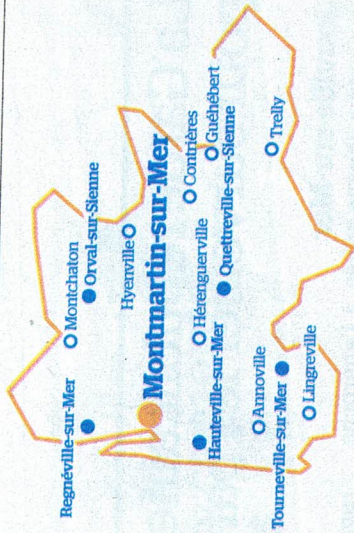 Regnéville-sur-Mer
Montchaton
Orval-sur-Sienne
Hyenville
Montmartin-sur-Mer
Hauteville-sur-Mer
Hérenguerville
Contrières
Guéhébert
Quettreville-sur-Sienne
Annoville
Tourneville-sur-Mer
Lingreville
Trelly